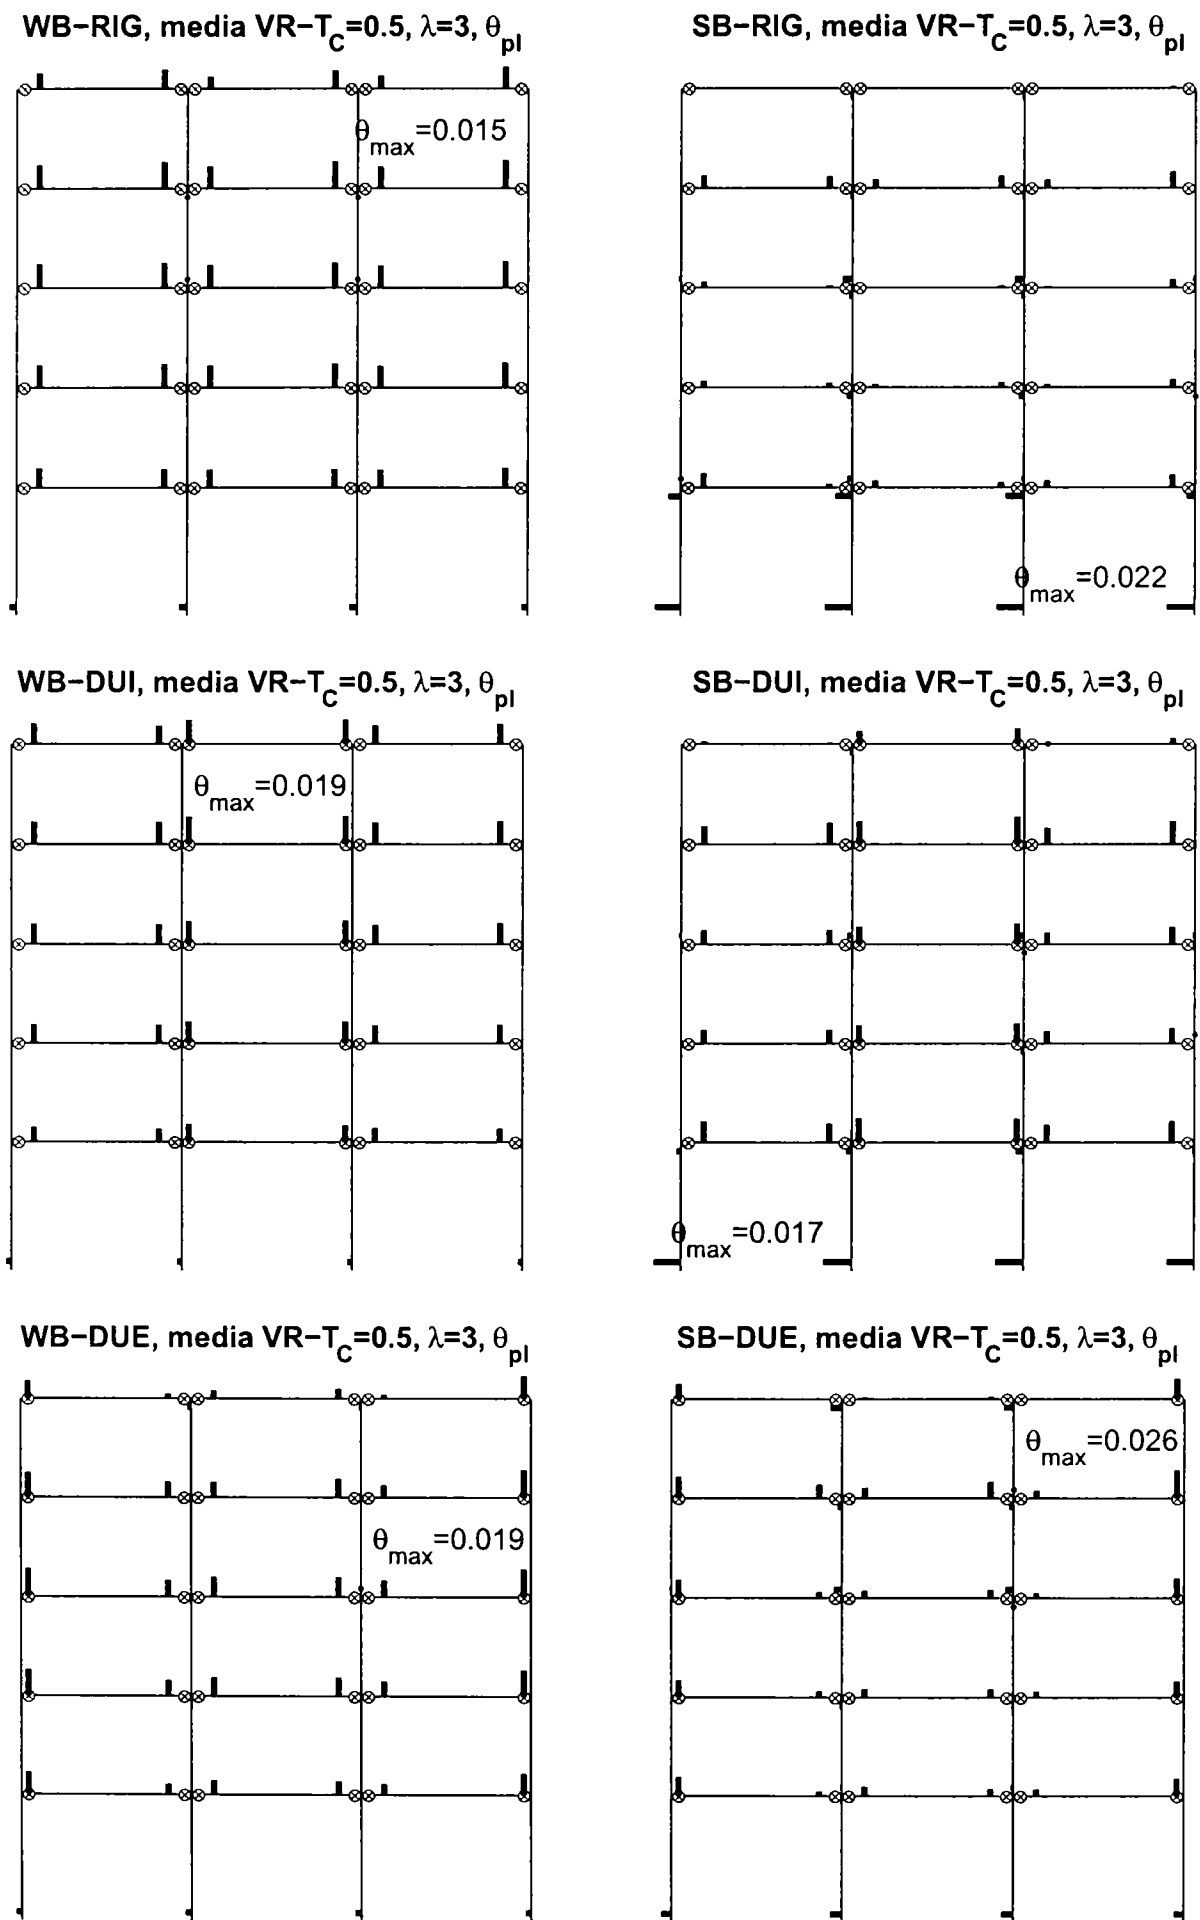 WB−RIG, media VR−T_C=0.5, λ=3, θ_pl
θ_max=0.015
SB−RIG, media VR−T_C=0.5, λ=3, θ_pl
θ_max=0.022
WB−DUI, media VR−T_C=0.5, λ=3, θ_pl
θ_max=0.019
SB−DUI, media VR−T_C=0.5, λ=3, θ_pl
θ_max=0.017
WB−DUE, media VR−T_C=0.5, λ=3, θ_pl
θ_max=0.019
SB−DUE, media VR−T_C=0.5, λ=3, θ_pl
θ_max=0.026